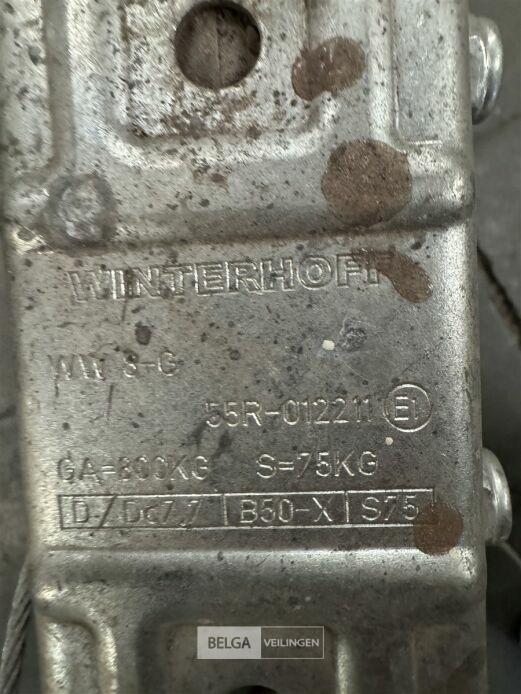 WINTERHOFF
WW 8-G
55R-012211 E1
GA=800KG S=75KG
D/Dc7,7 B50-X S75
BELGA VEILINGEN